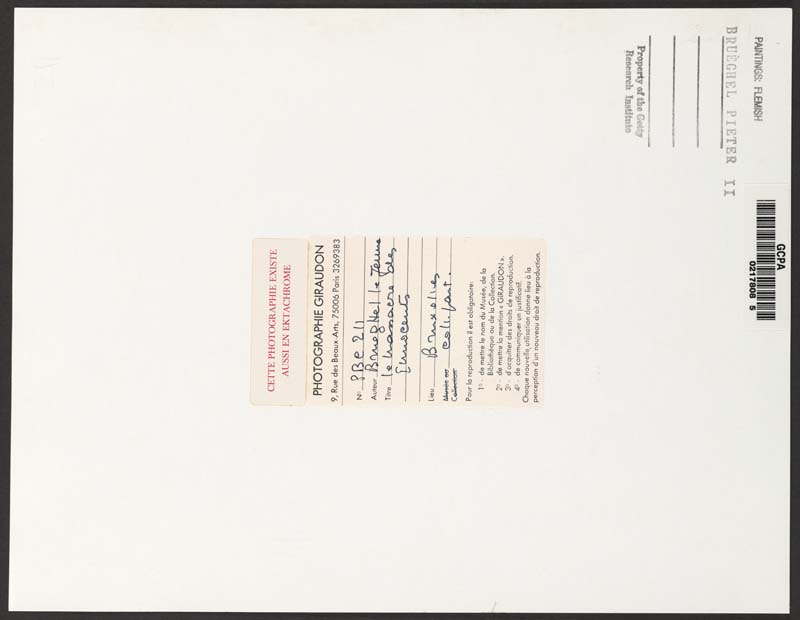 PAINTINGS: FLEMISH
BRUEGHEL PIETER II
Property of the Getty
Research Institute
GCPA
0217808 5
CETTE PHOTOGRAPHIE EXISTE
AUSSI EN EKTACHROME
PHOTOGRAPHIE GIRAUDON
9, Rue des Beaux-Arts, 75006 Paris 3269383
N° PBe 211
Auteur Brueghel le Jeune
Titre le Massacre des
Innocents
Lieu Bruxelles
Musée ou
Collection coll. part.
Pour la reproduction il est obligatoire:
1° - de mettre le nom du Musée, de la
Bibliothèque ou de la Collection.
2° - de mettre la mention « GIRAUDON ».
3° - d'acquitter des droits de reproduction.
4° - de communiquer un justificatif.
Chaque nouvelle utilisation donne lieu à la
perception d'un nouveau droit de reproduction.